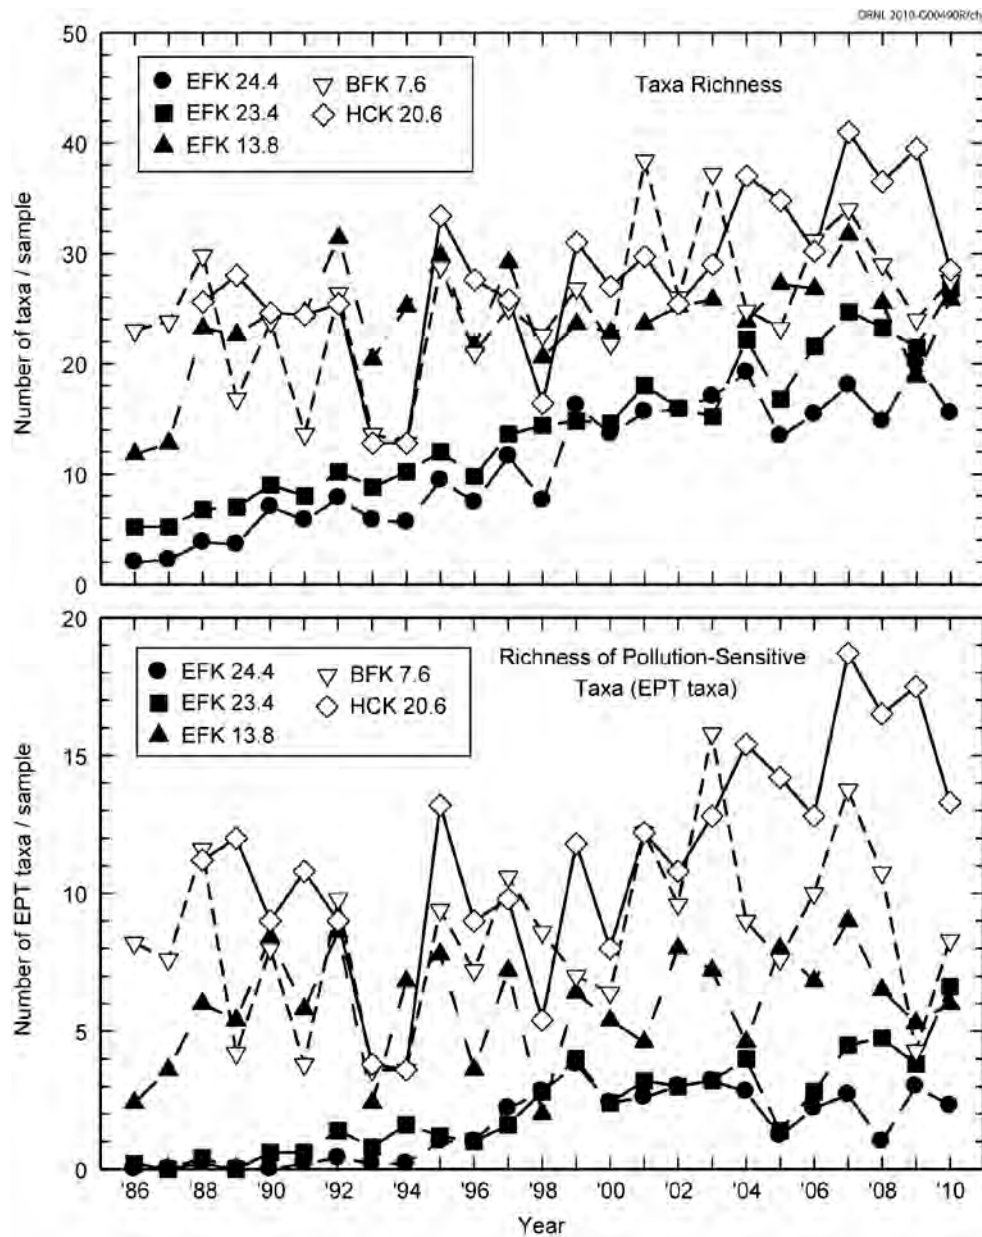 ORNL 2010-G00490R/chj
50
EFK 24.4
BFK 7.6
EFK 23.4
HCK 20.6
EFK 13.8
Taxa Richness
40
30
20
10
0
Number of taxa / sample
20
EFK 24.4
BFK 7.6
EFK 23.4
HCK 20.6
EFK 13.8
Richness of Pollution-Sensitive
Taxa (EPT taxa)
15
10
5
0
Number of EPT taxa / sample
'86 '88 '90 '92 '94 '96 '98 '00 '02 '04 '06 '08 '10
Year